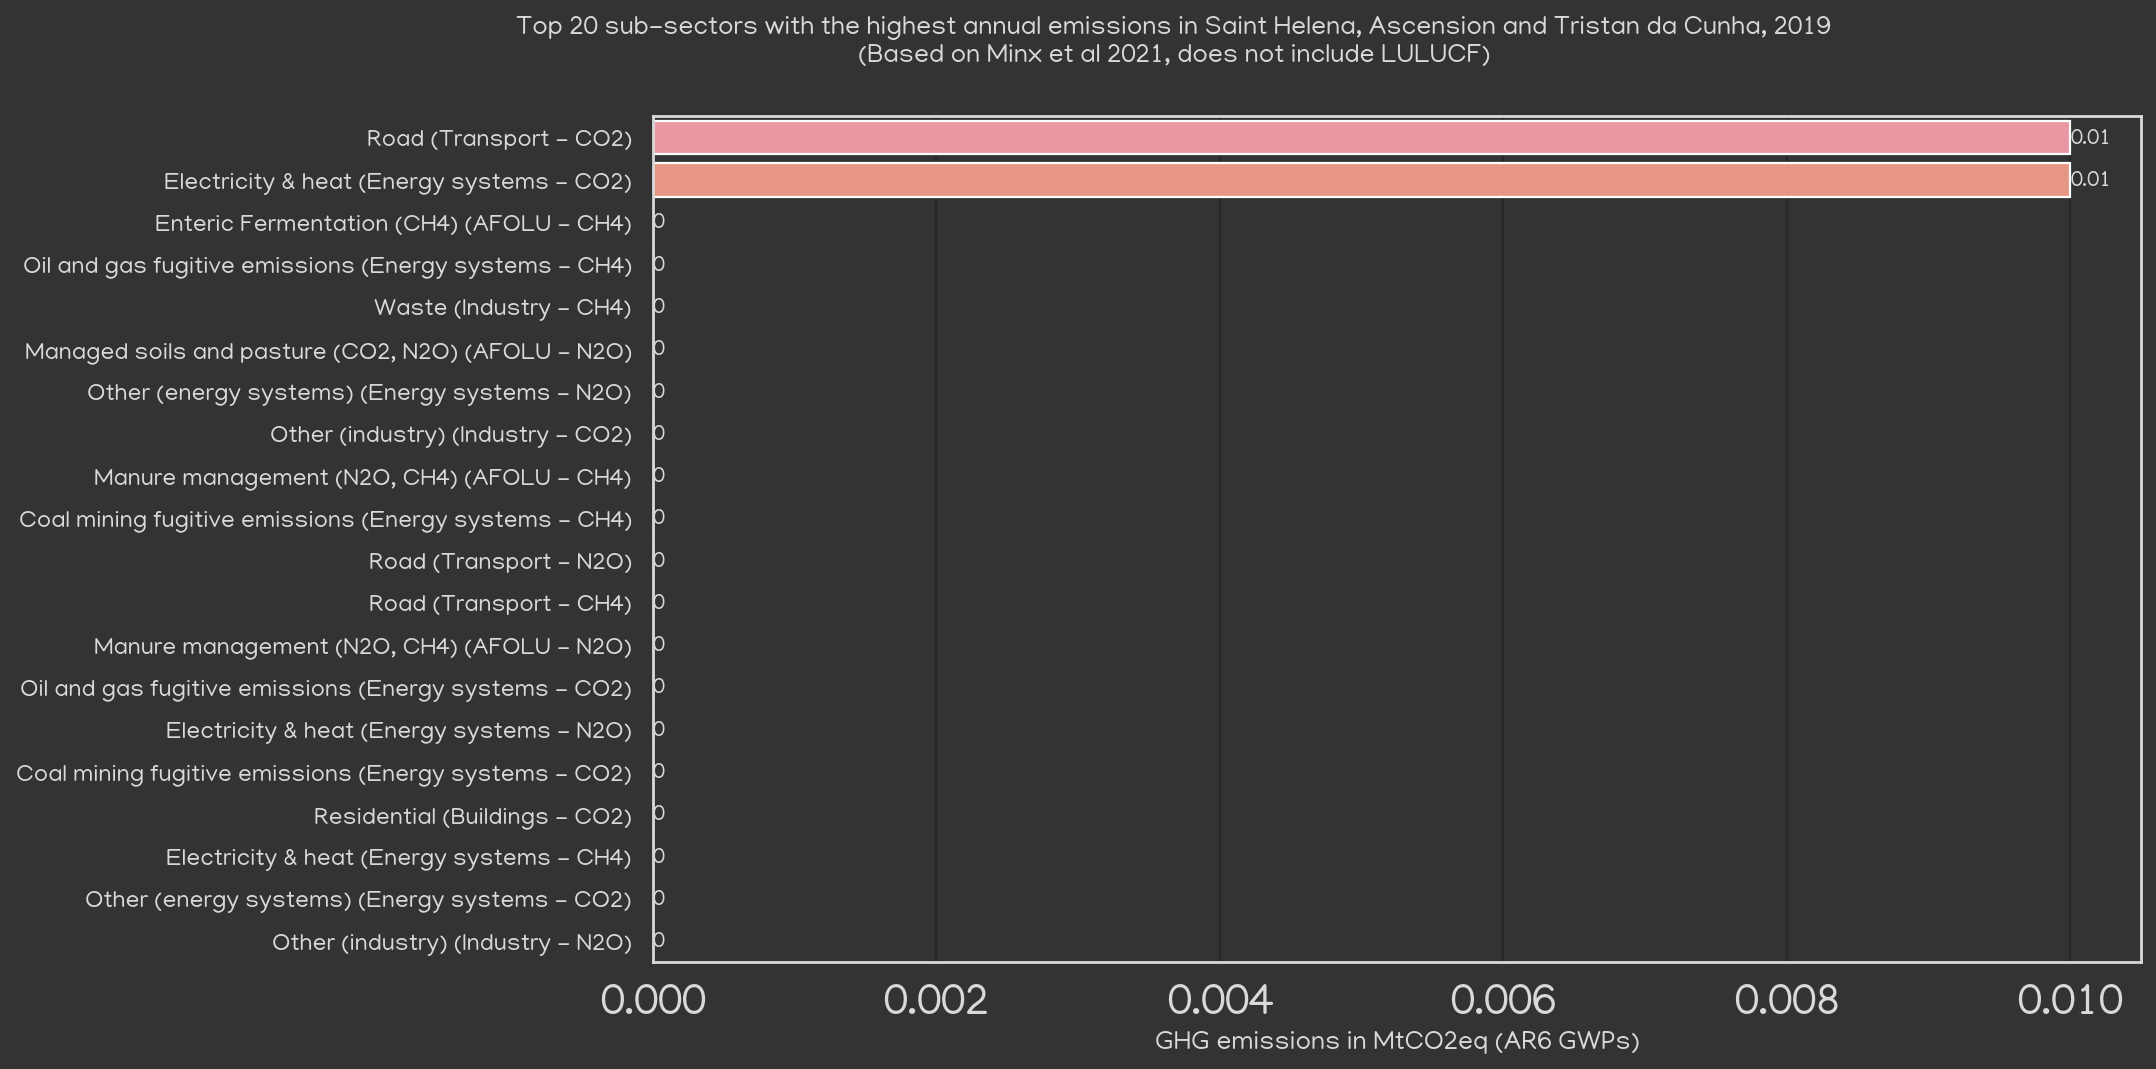 Top 20 sub-sectors with the highest annual emissions in Saint Helena, Ascension and Tristan da Cunha, 2019
(Based on Minx et al 2021, does not include LULUCF)
Road (Transport - CO2) 0.01
Electricity & heat (Energy systems - CO2) 0.01
Enteric Fermentation (CH4) (AFOLU - CH4) 0
Oil and gas fugitive emissions (Energy systems - CH4) 0
Waste (Industry - CH4) 0
Managed soils and pasture (CO2, N2O) (AFOLU - N2O) 0
Other (energy systems) (Energy systems - N2O) 0
Other (industry) (Industry - CO2) 0
Manure management (N2O, CH4) (AFOLU - CH4) 0
Coal mining fugitive emissions (Energy systems - CH4) 0
Road (Transport - N2O) 0
Road (Transport - CH4) 0
Manure management (N2O, CH4) (AFOLU - N2O) 0
Oil and gas fugitive emissions (Energy systems - CO2) 0
Electricity & heat (Energy systems - N2O) 0
Coal mining fugitive emissions (Energy systems - CO2) 0
Residential (Buildings - CO2) 0
Electricity & heat (Energy systems - CH4) 0
Other (energy systems) (Energy systems - CO2) 0
Other (industry) (Industry - N2O) 0
0.000 0.002 0.004 0.006 0.008 0.010
GHG emissions in MtCO2eq (AR6 GWPs)